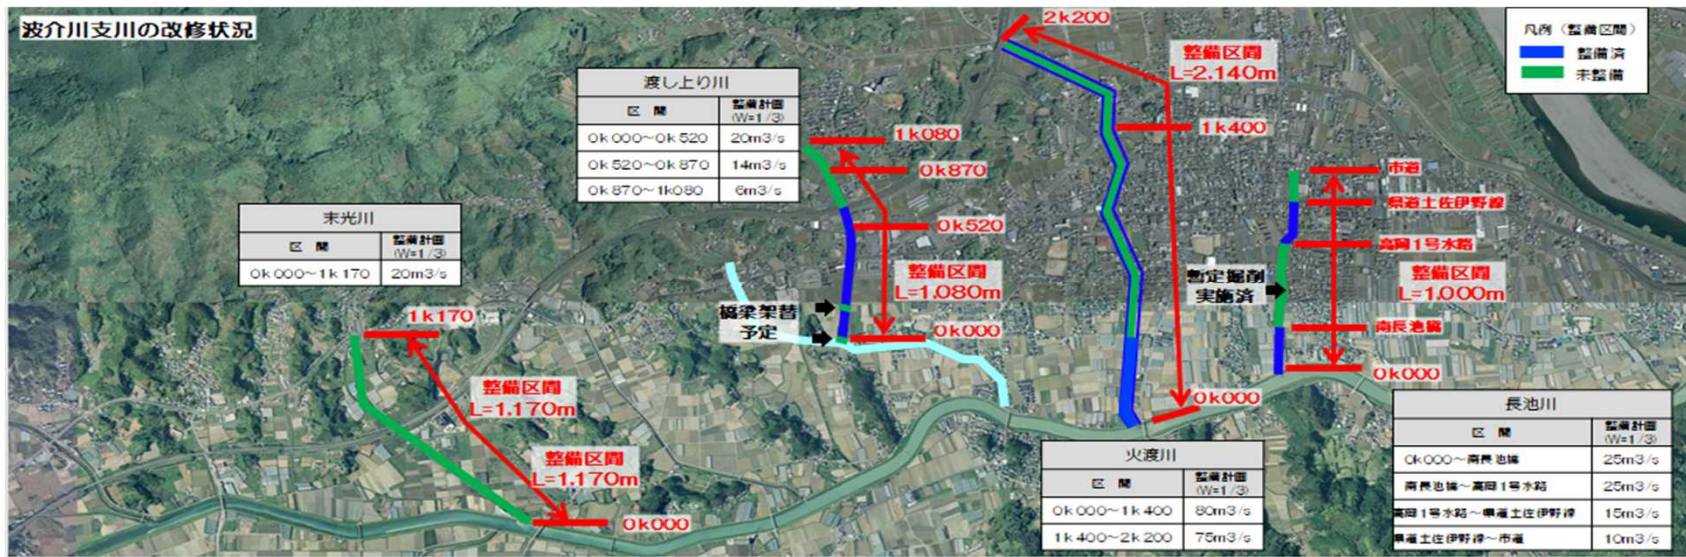 波介川支川の改修状況
凡例（整備区間）
整備済
未整備
渡し上り川
区 間 整備計画(W=1/3)
0k000～0k520 20m3/s
0k520～0k870 14m3/s
0k870～1k080 6m3/s
末光川
区 間 整備計画(W=1/3)
0k000～1k170 20m3/s
1k170
整備区間
L=1.170m
整備区間
L=1.170m
0k000
1k080
0k870
0k520
整備区間
L=1.080m
0k000
橋梁架替
予定
2k200
整備区間
L=2.140m
1k400
0k000
市道
県道土佐伊野線
高岡1号水路
整備区間
L=1.000m
暫定掘削
実施済
南長池橋
0k000
火渡川
区 間 整備計画(W=1/3)
0k000～1k400 80m3/s
1k400～2k200 75m3/s
長池川
区 間 整備計画(W=1/3)
0k000～南長池橋 25m3/s
南長池橋～高岡1号水路 25m3/s
高岡1号水路～県道土佐伊野線 15m3/s
県道土佐伊野線～市道 10m3/s